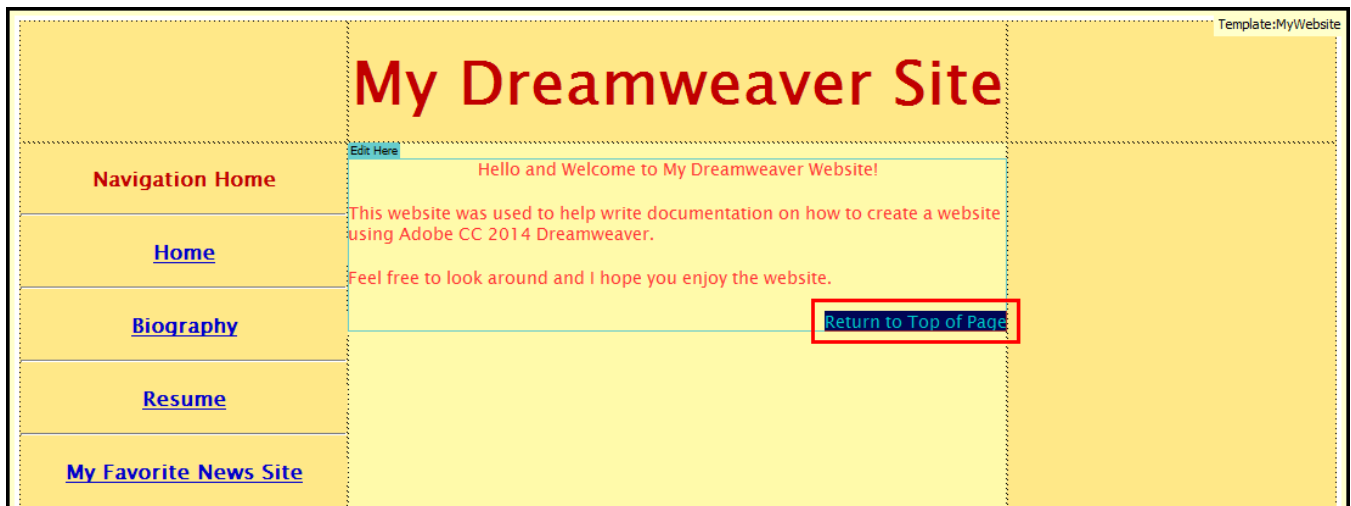 Template:MyWebsite
My Dreamweaver Site
Edit Here
Navigation Home
Home
Biography
Resume
My Favorite News Site
Hello and Welcome to My Dreamweaver Website!
This website was used to help write documentation on how to create a website
using Adobe CC 2014 Dreamweaver.
Feel free to look around and I hope you enjoy the website.
Return to Top of Page